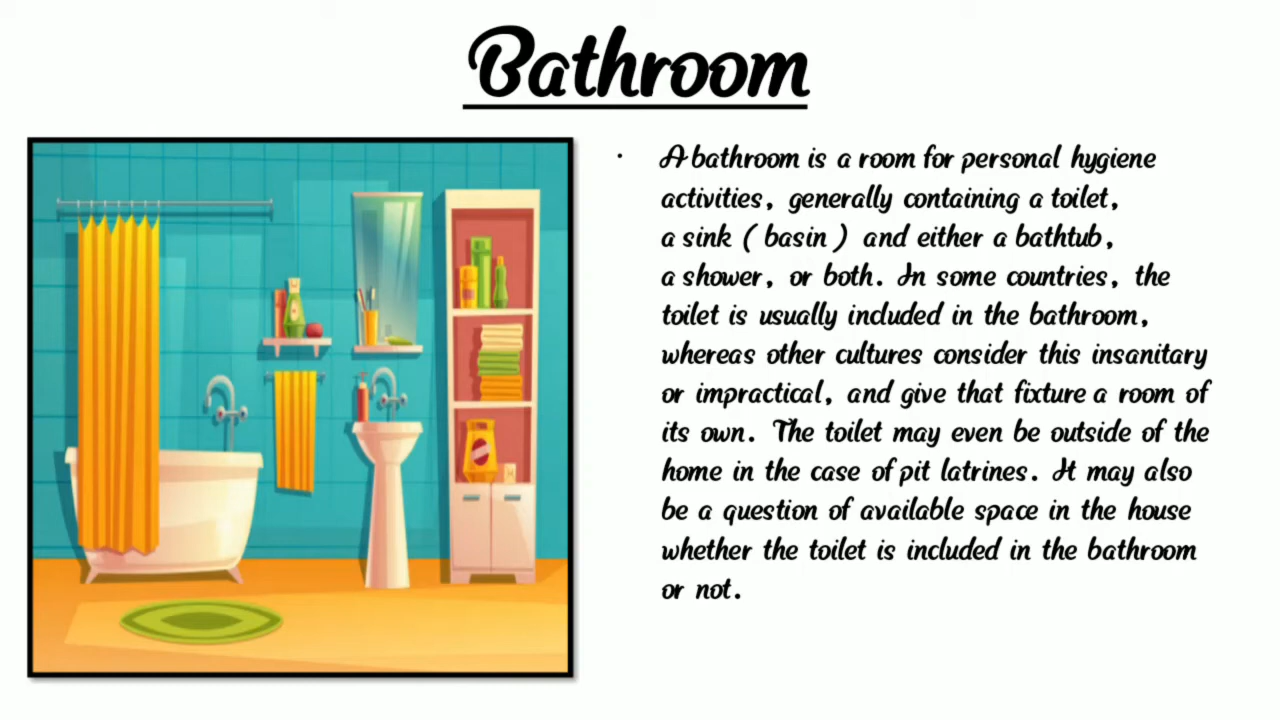 Bathroom
• A bathroom is a room for personal hygiene
activities, generally containing a toilet,
a sink ( basin ) and either a bathtub,
a shower, or both. In some countries, the
toilet is usually included in the bathroom,
whereas other cultures consider this insanitary
or impractical, and give that fixture a room of
its own. The toilet may even be outside of the
home in the case of pit latrines. It may also
be a question of available space in the house
whether the toilet is included in the bathroom
or not.